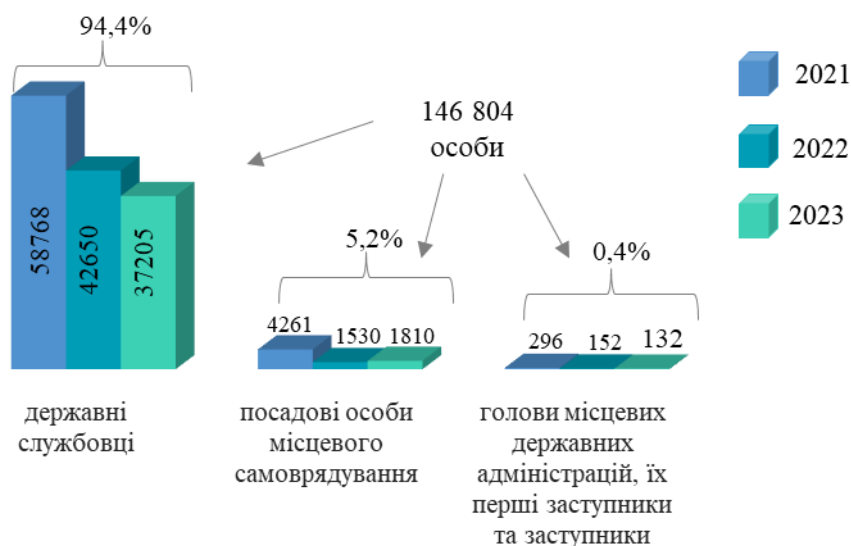 94,4%
2021
146 804
особи
2022
2023
58768
42650
37205
5,2%
0,4%
4261
1530
1810
296
152
132
державні
службовці
посадові особи
місцевого
самоврядування
голови місцевих
державних
адміністрацій, їх
перші заступники
та заступники